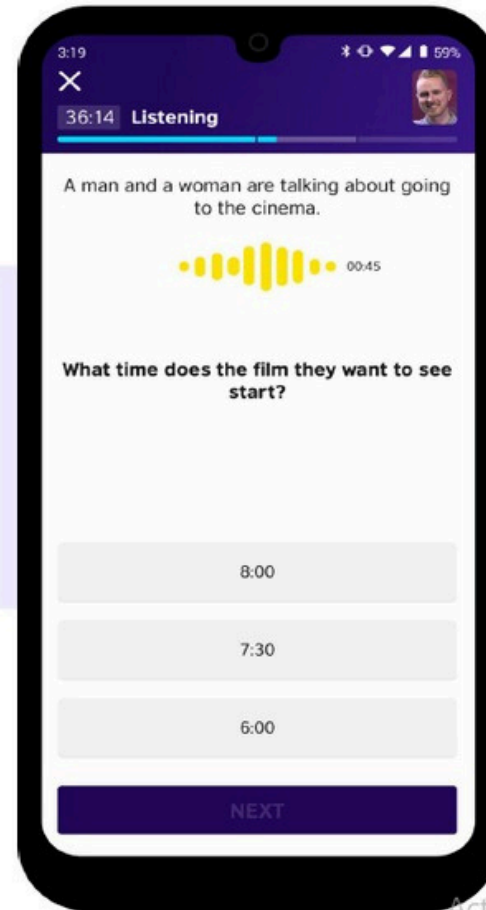 3:19
59%
36:14 Listening
A man and a woman are talking about going
to the cinema.
00:45
What time does the film they want to see
start?
8:00
7:30
6:00
NEXT
Act